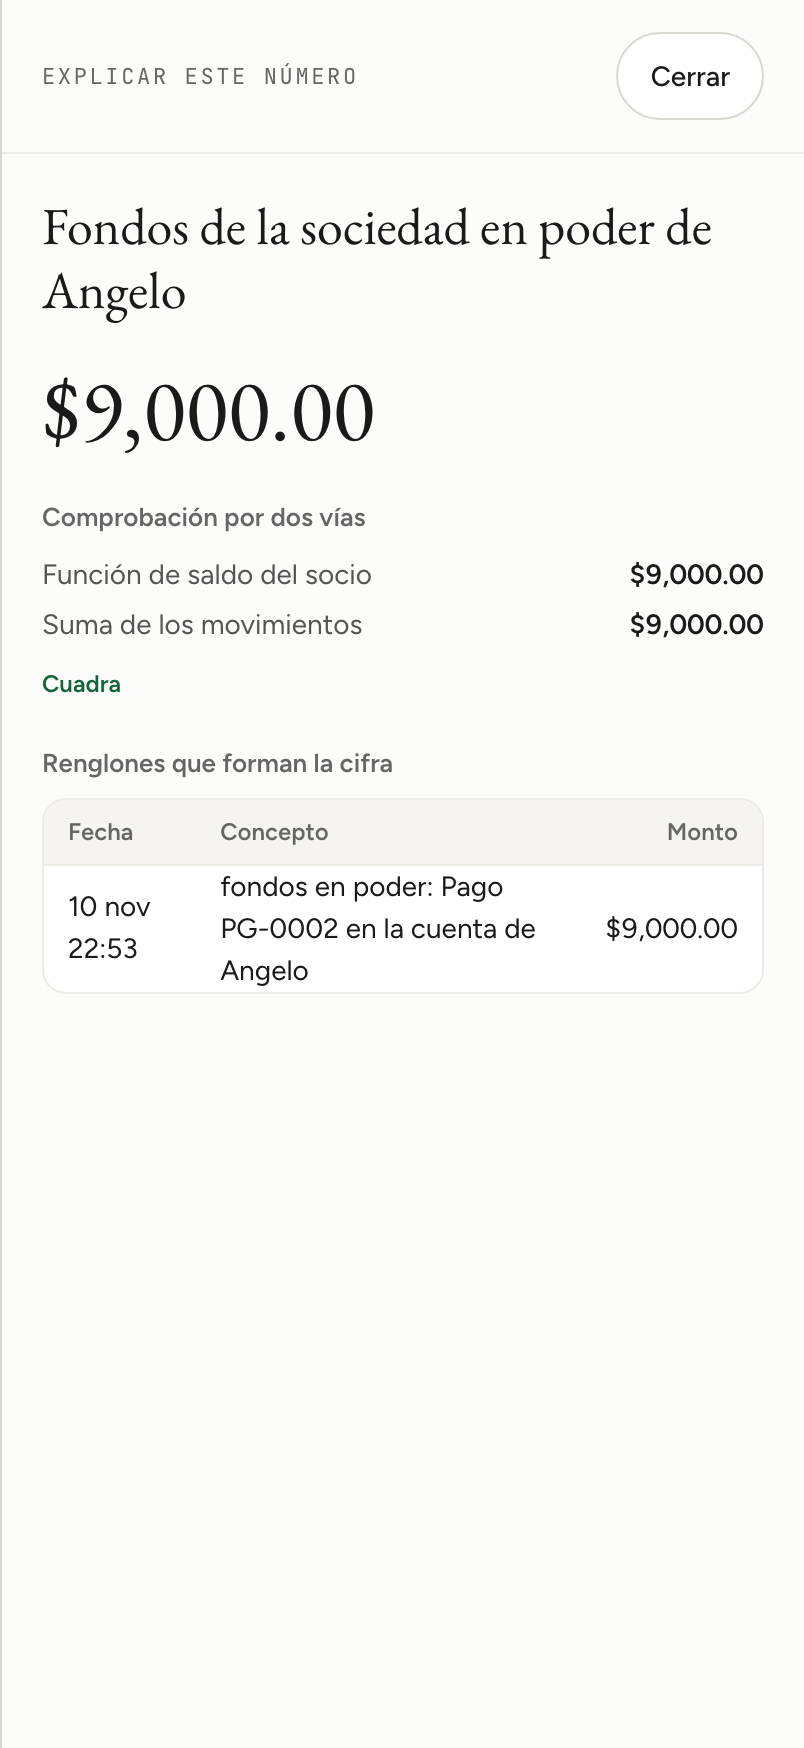 EXPLICAR ESTE NÚMERO
Cerrar
Fondos de la sociedad en poder de
Angelo
$9,000.00
Comprobación por dos vías
Función de saldo del socio $9,000.00
Suma de los movimientos $9,000.00
Cuadra
Renglones que forman la cifra
Fecha Concepto Monto
10 nov
22:53
fondos en poder: Pago
PG-0002 en la cuenta de
Angelo
$9,000.00